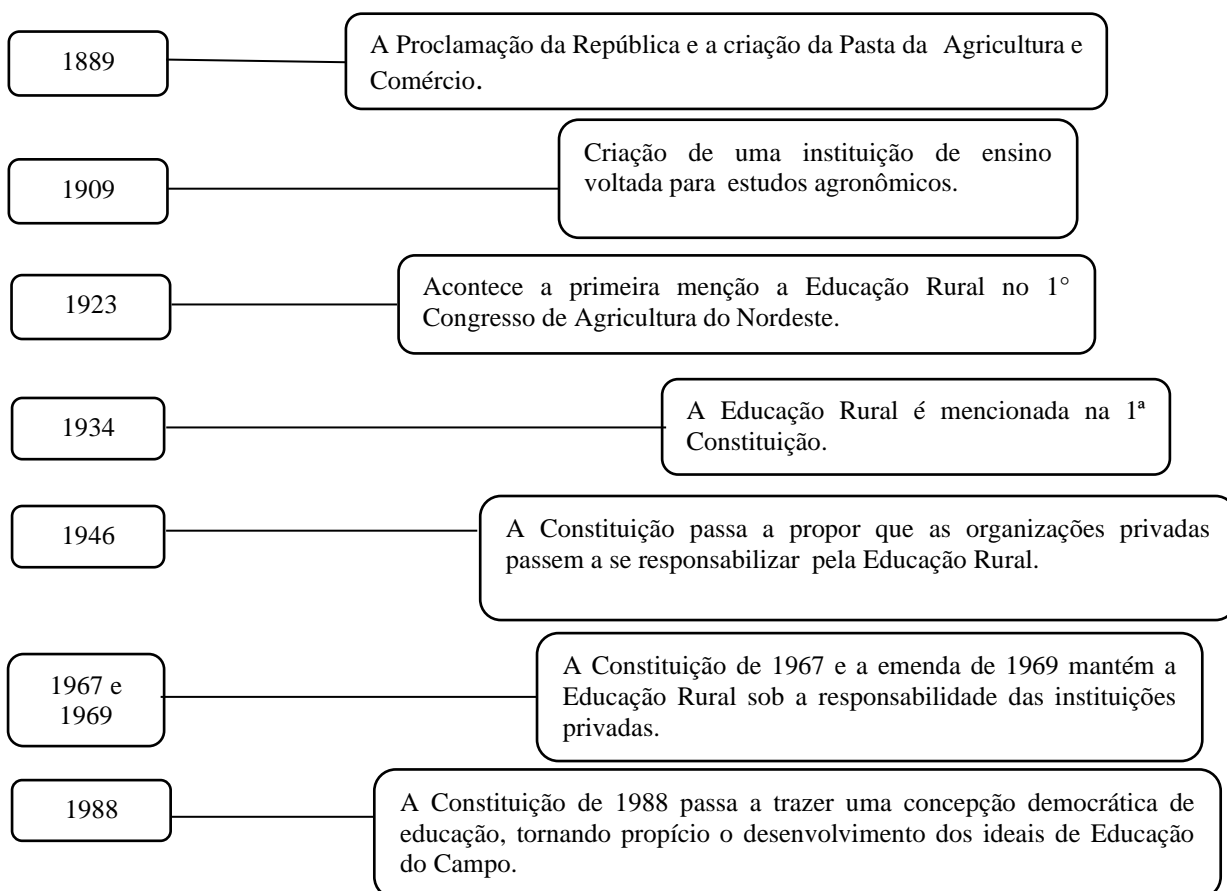 1889
A Proclamação da República e a criação da Pasta da Agricultura e
Comércio.
1909
Criação de uma instituição de ensino
voltada para estudos agronômicos.
1923
Acontece a primeira menção a Educação Rural no 1°
Congresso de Agricultura do Nordeste.
1934
A Educação Rural é mencionada na 1ª
Constituição.
1946
A Constituição passa a propor que as organizações privadas
passem a se responsabilizar pela Educação Rural.
1967 e
1969
A Constituição de 1967 e a emenda de 1969 mantém a
Educação Rural sob a responsabilidade das instituições
privadas.
1988
A Constituição de 1988 passa a trazer uma concepção democrática de
educação, tornando propício o desenvolvimento dos ideais de Educação
do Campo.